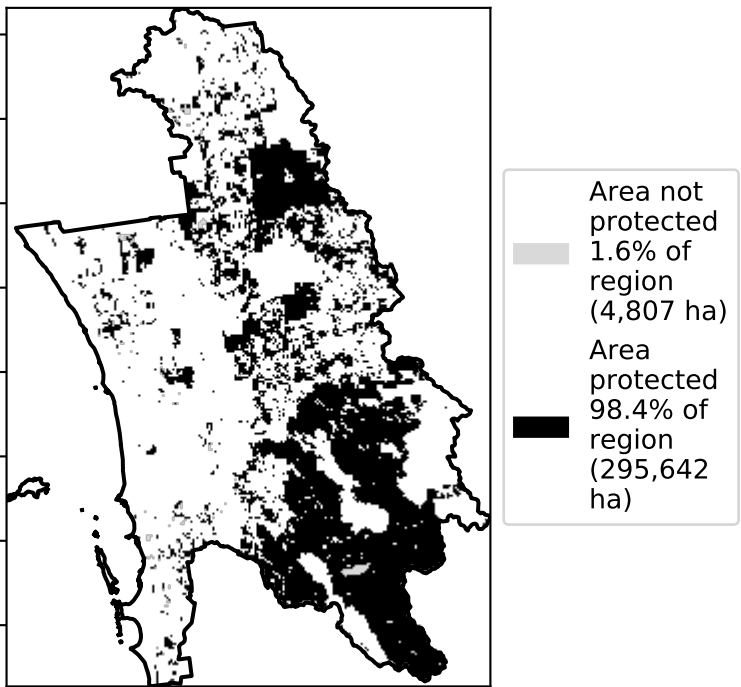 Area not
protected
1.6% of
region
(4,807 ha)
Area
protected
98.4% of
region
(295,642
ha)